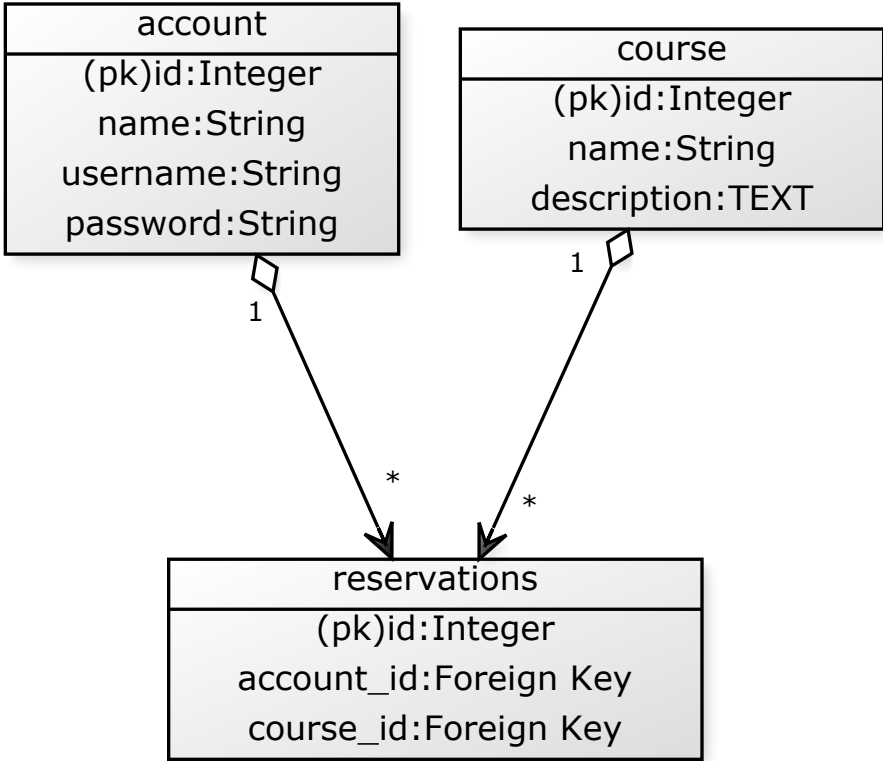 account
(pk)id:Integer
name:String
username:String
password:String
course
(pk)id:Integer
name:String
description:TEXT
1
1
*
*
reservations
(pk)id:Integer
account_id:Foreign Key
course_id:Foreign Key